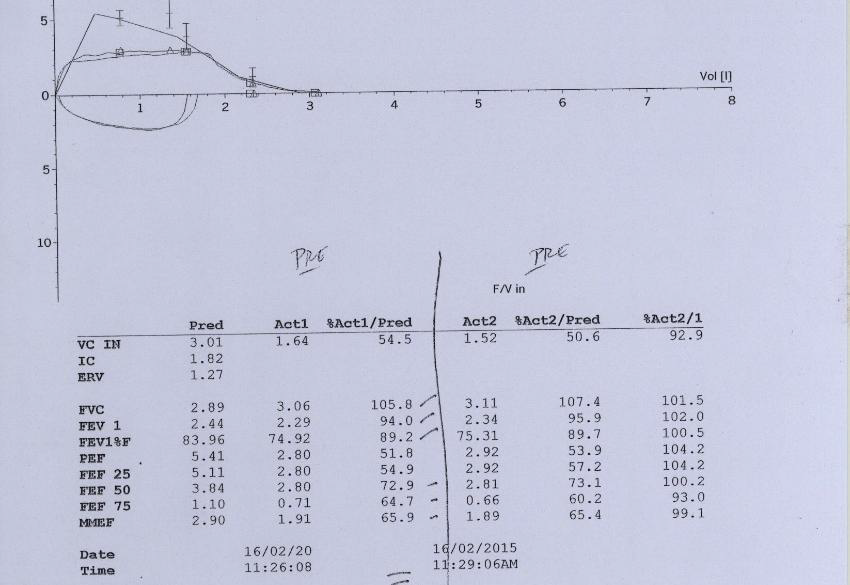 5
Vol [l]
0 1 2 3 4 5 6 7 8
5
10
PRE PRE
F/V in
Pred Act1 %Act1/Pred Act2 %Act2/Pred %Act2/1
VC IN 3.01 1.64 54.5 1.52 50.6 92.9
IC 1.82
ERV 1.27
FVC 2.89 3.06 105.8 3.11 107.4 101.5
FEV 1 2.44 2.29 94.0 2.34 95.9 102.0
FEV1%F 83.96 74.92 89.2 75.31 89.7 100.5
PEF 5.41 2.80 51.8 2.92 53.9 104.2
FEF 25 5.11 2.80 54.9 2.92 57.2 104.2
FEF 50 3.84 2.80 72.9 2.81 73.1 100.2
FEF 75 1.10 0.71 64.7 0.66 60.2 93.0
MMEF 2.90 1.91 65.9 1.89 65.4 99.1
Date 16/02/20 16/02/2015
Time 11:26:08 11:29:06AM